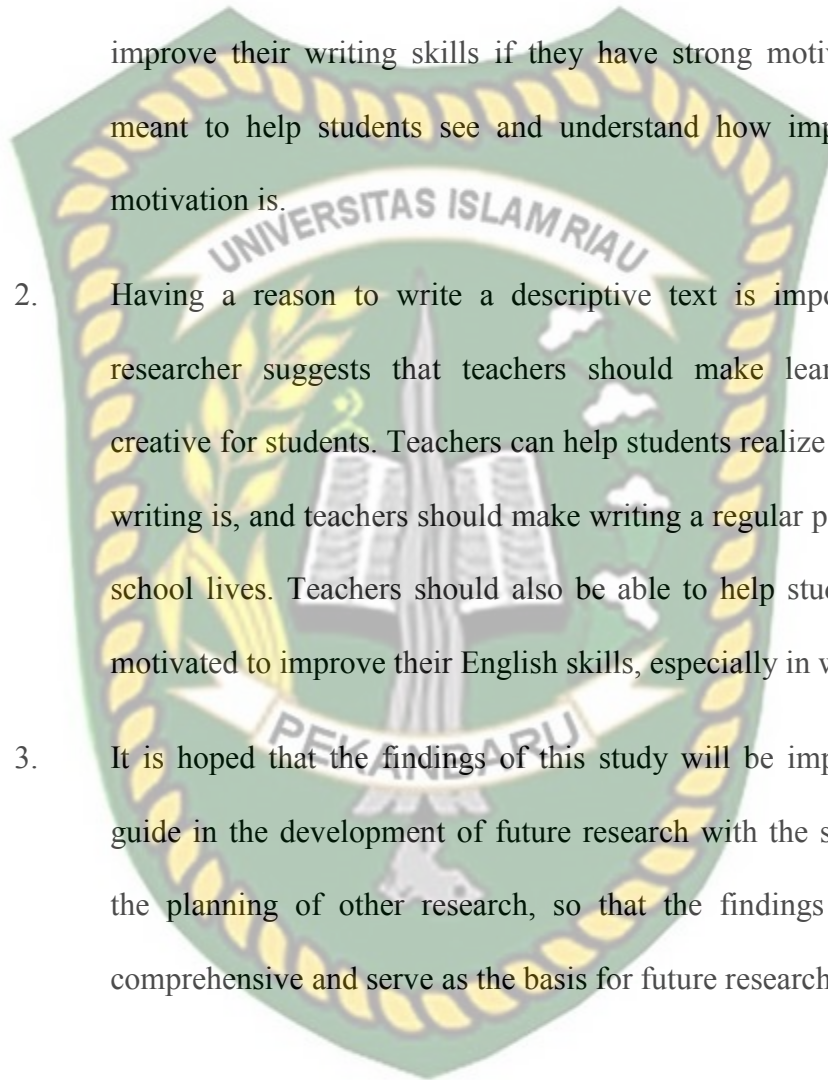 improve their writing skills if they have strong motiv
meant to help students see and understand how imp
motivation is.
UNIVERSITAS ISLAM RIAU
2. Having a reason to write a descriptive text is impo
researcher suggests that teachers should make lear
creative for students. Teachers can help students realize
writing is, and teachers should make writing a regular p
school lives. Teachers should also be able to help stud
motivated to improve their English skills, especially in w
PEKANBARU
3. It is hoped that the findings of this study will be imp
guide in the development of future research with the s
the planning of other research, so that the findings
comprehensive and serve as the basis for future research